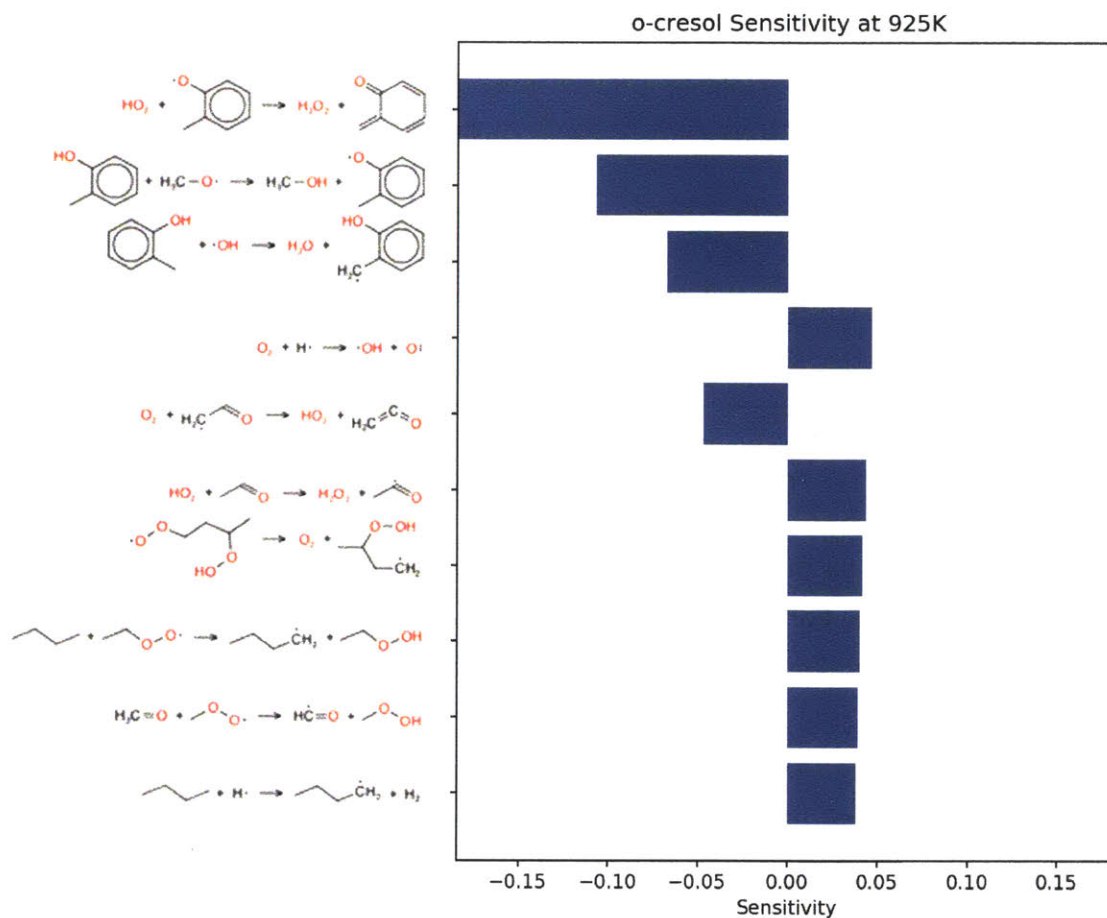 o-cresol Sensitivity at 925K
HO₂ + ·O → H₂O₂ + O
HO + H₃C—O· → H₃C—OH + ·O
OH + ·OH → H₂O + HO H₂C·
O₂ + H· → ·OH + O:
O₂ + H₂C· O → HO₂ + H₂C=C=O
HO₂ + O → H₂O₂ + O
·O O O HO → O₂ + O—OH ·CH₂
+ O O· → ·CH₂ + O OH
H₂C=O + O O· → HC·=O + O OH
+ H· → ·CH₂ + H₂
−0.15 −0.10 −0.05 0.00 0.05 0.10 0.15
Sensitivity